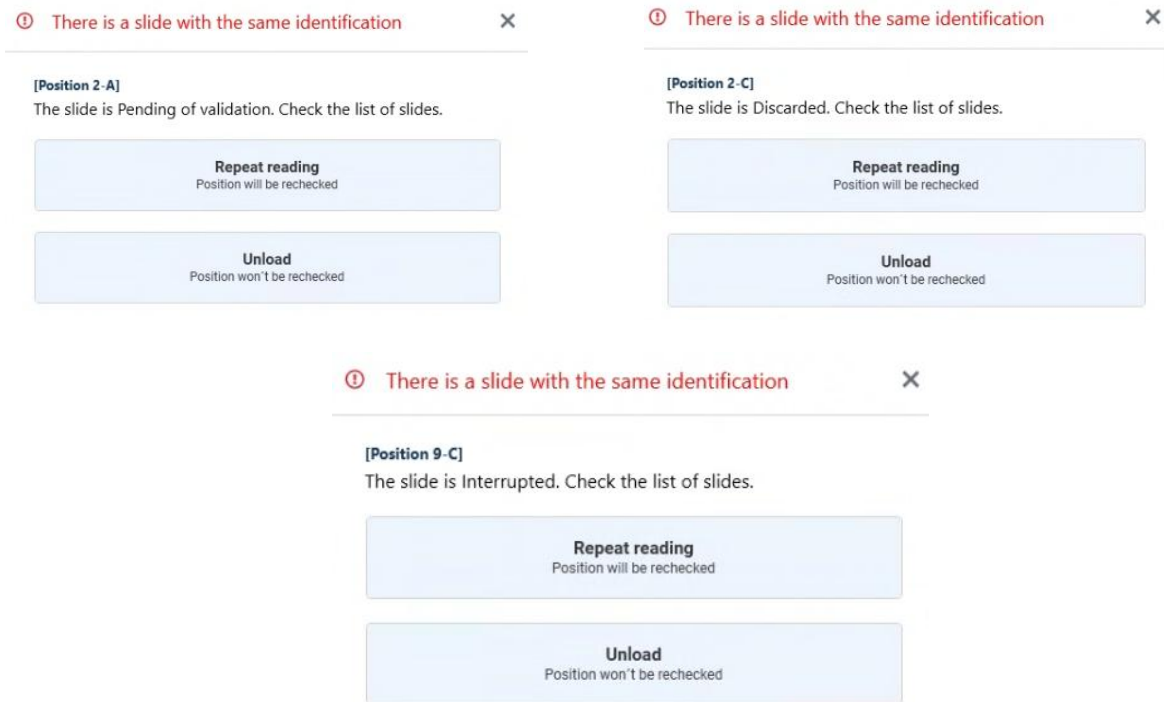 There is a slide with the same identification
[Position 2-A]
The slide is Pending of validation. Check the list of slides.
Repeat reading
Position will be rechecked
Unload
Position won't be rechecked
There is a slide with the same identification
[Position 2-C]
The slide is Discarded. Check the list of slides.
Repeat reading
Position will be rechecked
Unload
Position won't be rechecked
There is a slide with the same identification
[Position 9-C]
The slide is Interrupted. Check the list of slides.
Repeat reading
Position will be rechecked
Unload
Position won't be rechecked